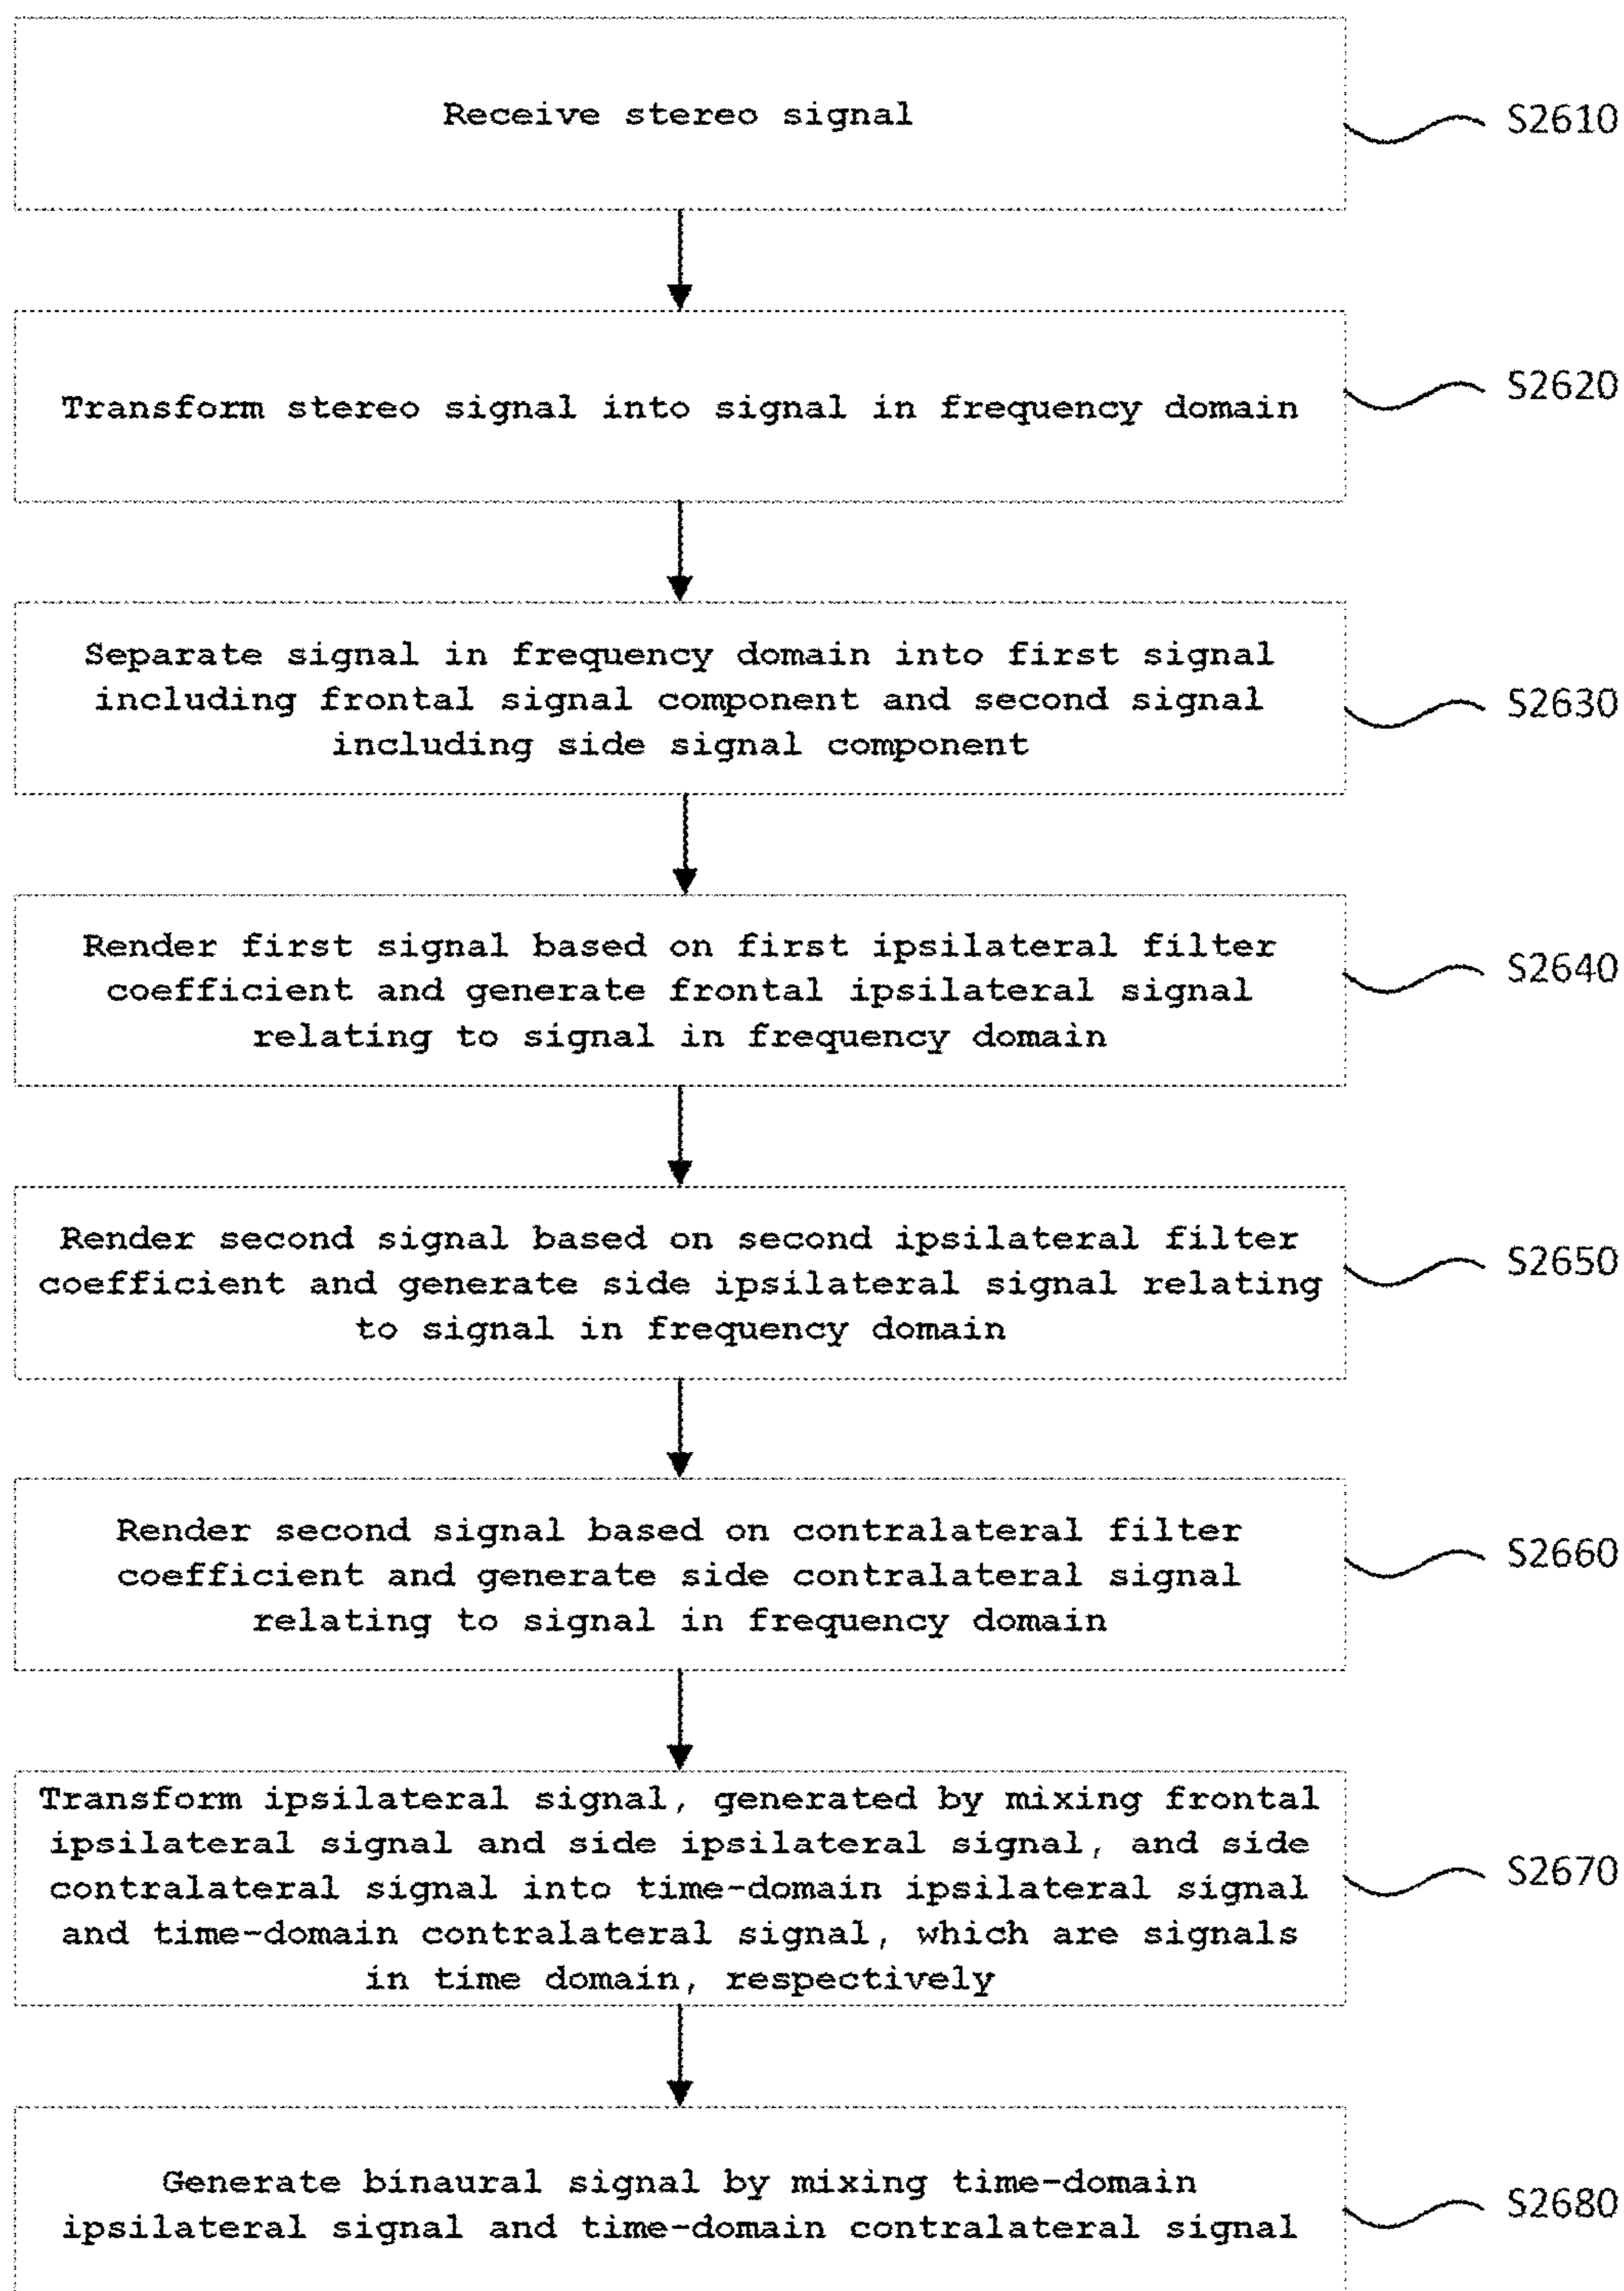 Receive stereo signal
S2610
Transform stereo signal into signal in frequency domain
S2620
Separate signal in frequency domain into first signal
including frontal signal component and second signal
including side signal component
S2630
Render first signal based on first ipsilateral filter
coefficient and generate frontal ipsilateral signal
relating to signal in frequency domain
S2640
Render second signal based on second ipsilateral filter
coefficient and generate side ipsilateral signal relating
to signal in frequency domain
S2650
Render second signal based on contralateral filter
coefficient and generate side contralateral signal
relating to signal in frequency domain
S2660
Transform ipsilateral signal, generated by mixing frontal
ipsilateral signal and side ipsilateral signal, and side
contralateral signal into time-domain ipsilateral signal
and time-domain contralateral signal, which are signals
in time domain, respectively
S2670
Generate binaural signal by mixing time-domain
ipsilateral signal and time-domain contralateral signal
S2680